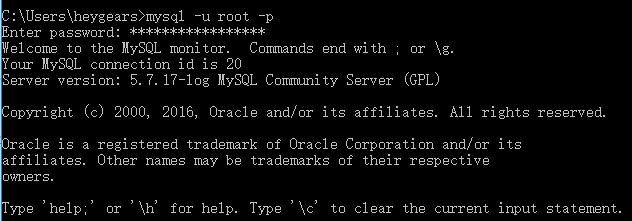 C:\Users\heygears>mysql -u root -p
Enter password: *****************
Welcome to the MySQL monitor.  Commands end with ; or \g.
Your MySQL connection id is 20
Server version: 5.7.17-log MySQL Community Server (GPL)
Copyright (c) 2000, 2016, Oracle and/or its affiliates. All rights reserved.
Oracle is a registered trademark of Oracle Corporation and/or its
affiliates. Other names may be trademarks of their respective
owners.
Type 'help;' or '\h' for help. Type '\c' to clear the current input statement.